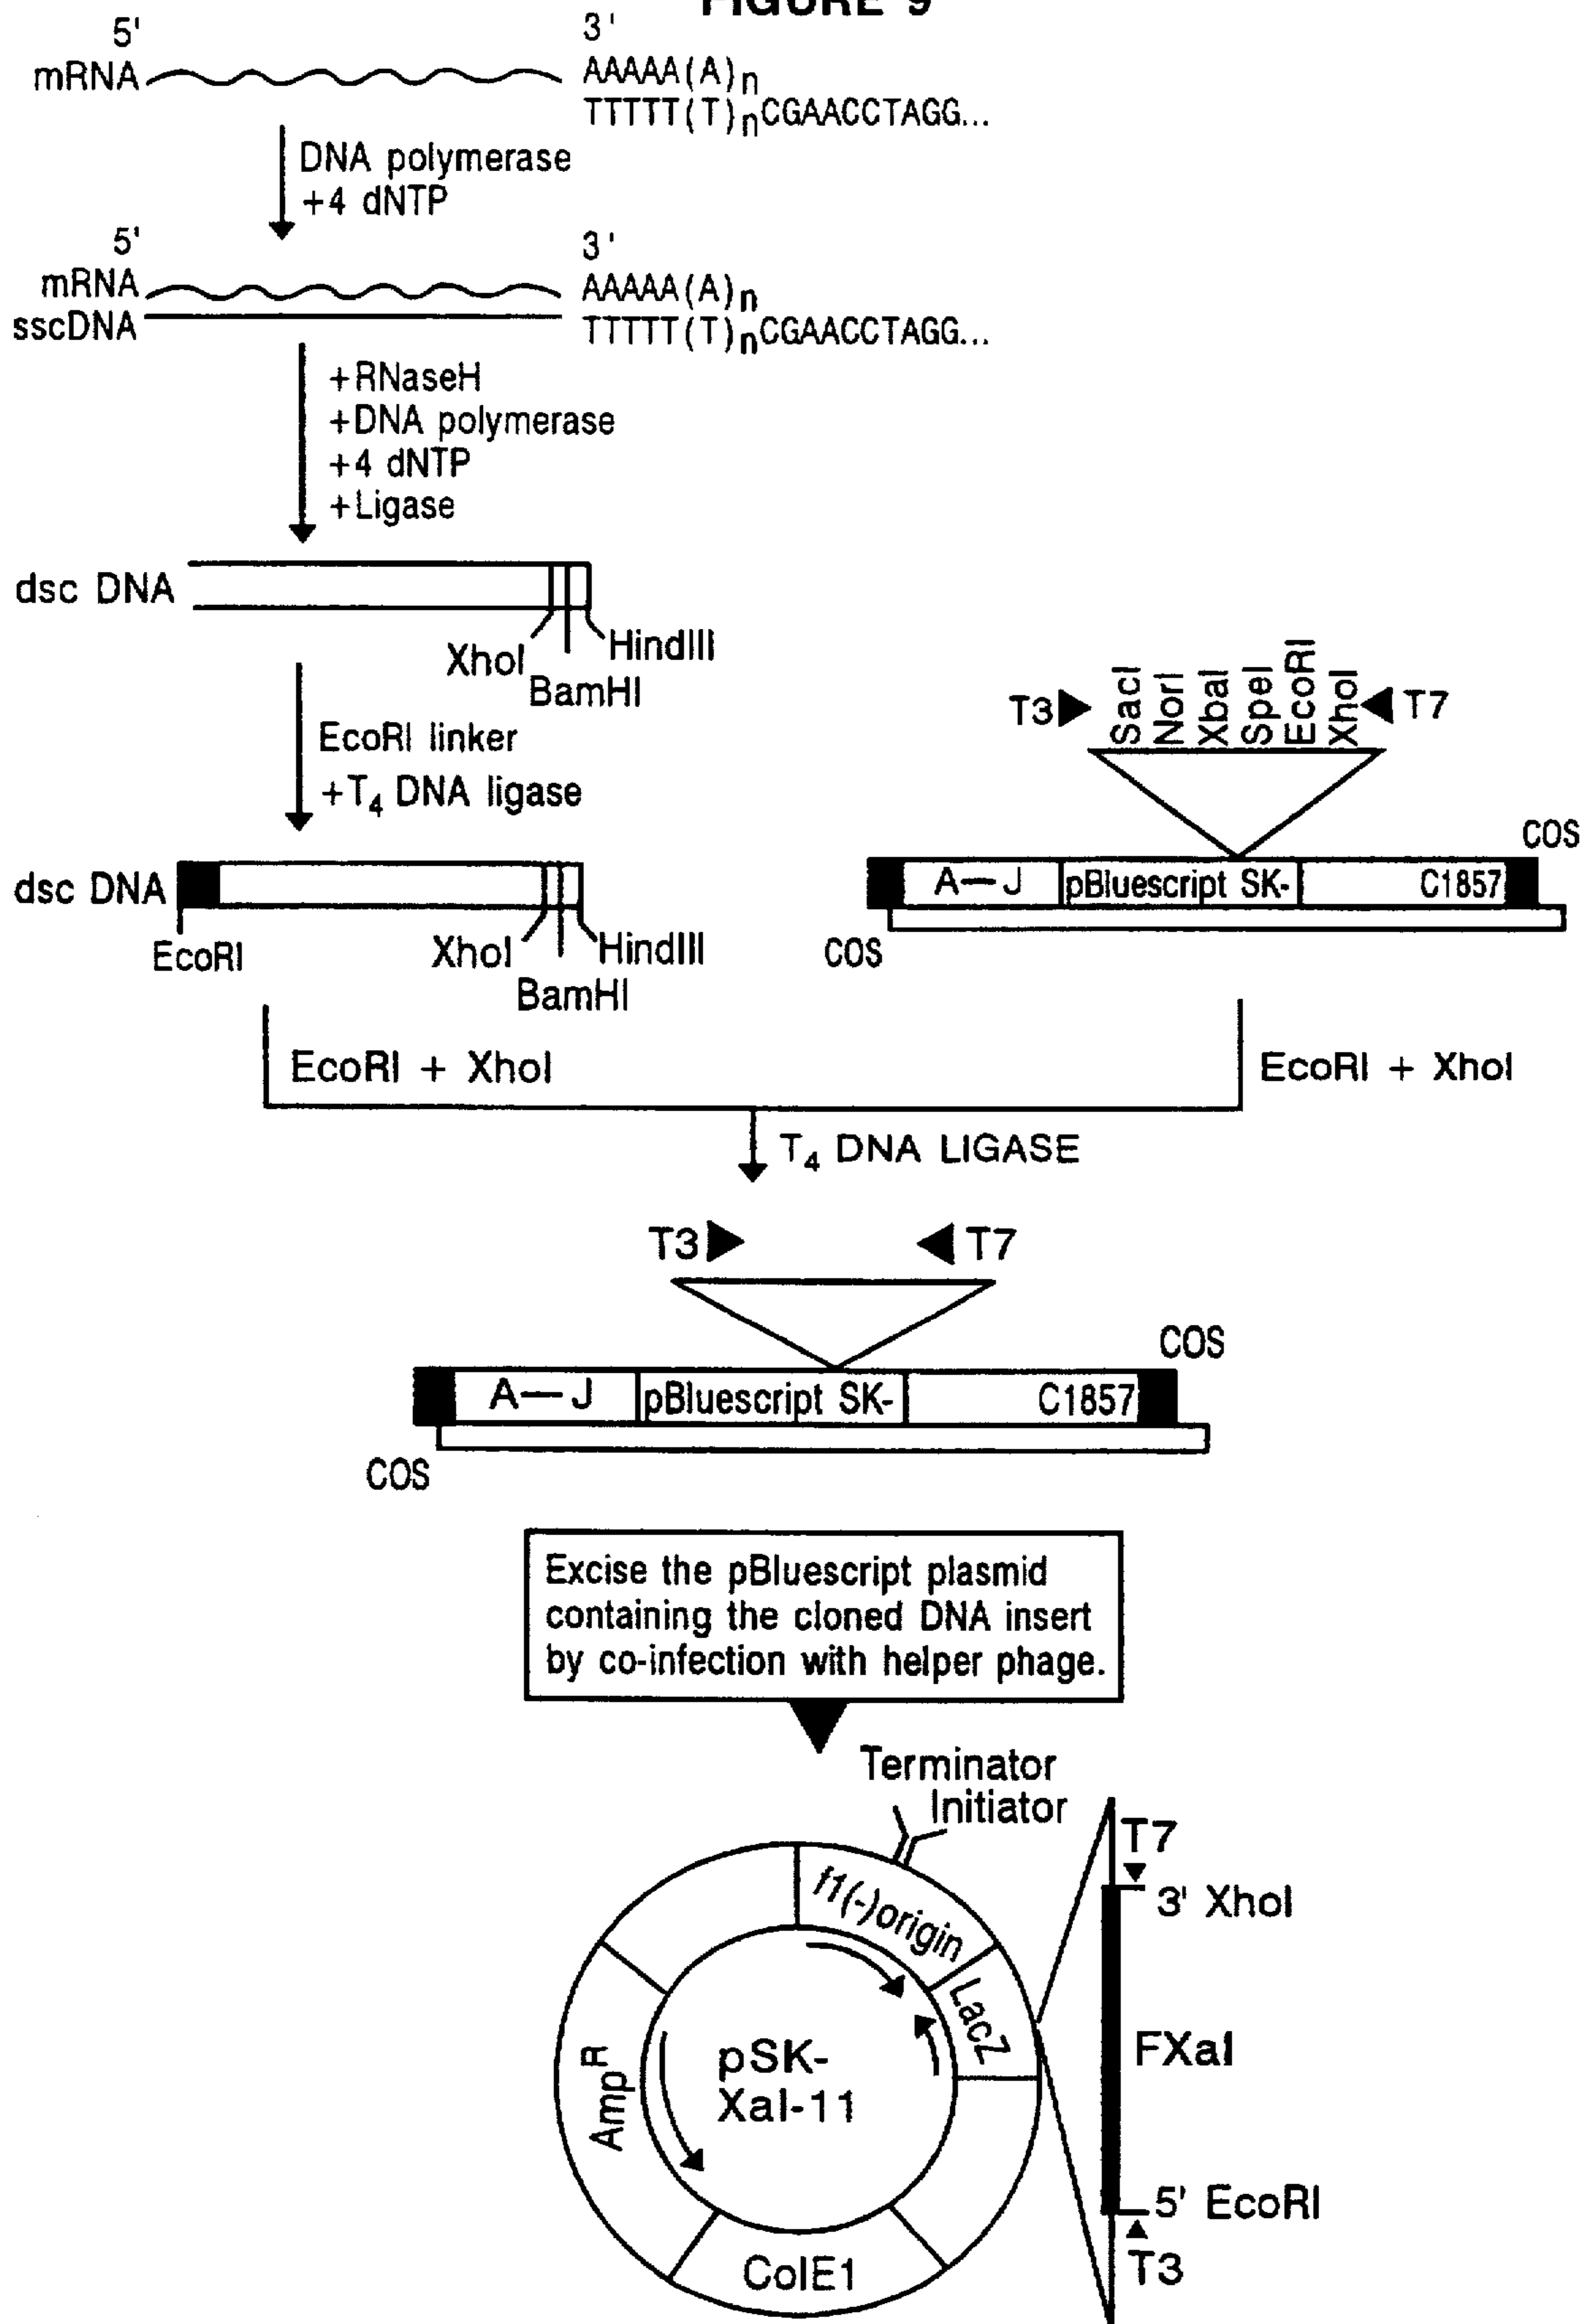 FIGURE 9
5' 3'
mRNA AAAAA(A)n
TTTTT(T)nCGAACCTAGG...
DNA polymerase
+4 dNTP
5' 3'
mRNA AAAAA(A)n
sscDNA TTTTT(T)nCGAACCTAGG...
+RNaseH
+DNA polymerase
+4 dNTP
+Ligase
dsc DNA
XhoI HindIII
BamHI
EcoRI linker
+T4 DNA ligase
T3 SacI NorI XbaI SpeI EcoRI XhoI T7
dsc DNA
EcoRI XhoI HindIII
BamHI
COS
A—J pBluescript SK- C1857
COS
EcoRI + XhoI EcoRI + XhoI
T4 DNA LIGASE
T3 T7
COS
A—J pBluescript SK- C1857
COS
Excise the pBluescript plasmid
containing the cloned DNA insert
by co-infection with helper phage.
Terminator
Initiator
f1(-)origin
LacZ
AmpR
pSK-
XaI-11
ColE1
T7
3' XhoI
FXaI
5' EcoRI
T3